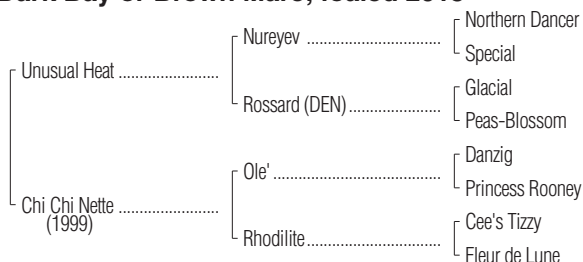 Dark Bay or Brown Mare; foaled
Northern Dancer
Nureyev ................................
Special
Unusual Heat ........................
Glacial
Rossard (DEN)......................
Peas-Blossom
Danzig
Ole' ........................................
Princess Rooney
Chi Chi Nette ........................
(1999)
Cee's Tizzy
Rhodilite................................
Fleur de Lune